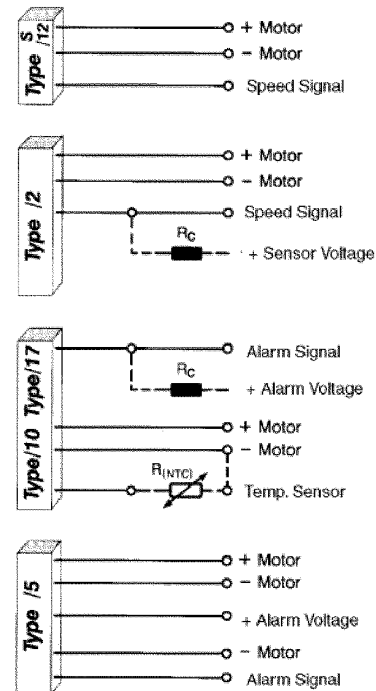 Type S /12
+ Motor
− Motor
Speed Signal
Type /2
+ Motor
− Motor
Speed Signal
RC
+ Sensor Voltage
Type/10 Type/17
Alarm Signal
RC
+ Alarm Voltage
+ Motor
− Motor
R(NTC)
Temp. Sensor
Type /5
+ Motor
− Motor
+ Alarm Voltage
− Motor
Alarm Signal